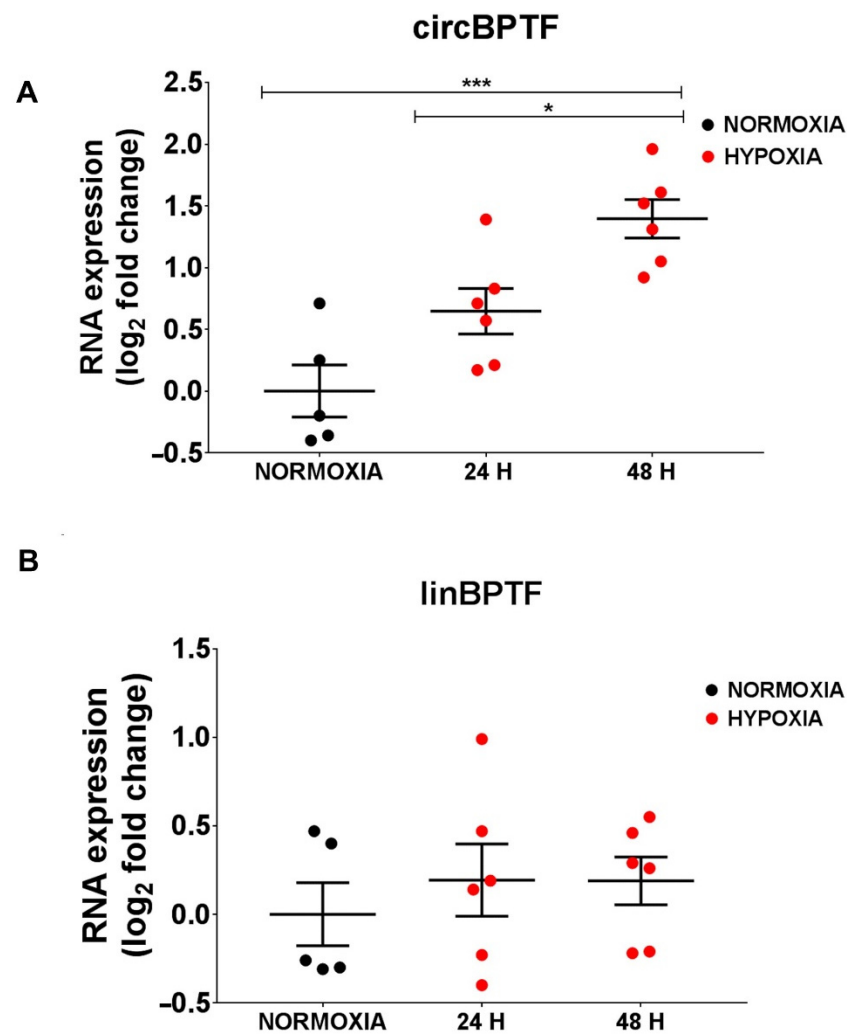 circBPTF
A
2.5
2.0
1.5
1.0
0.5
0.0
–0.5
RNA expression
(log2 fold change)
***
*
NORMOXIA
HYPOXIA
NORMOXIA 24 H 48 H
B
linBPTF
1.5
1.0
0.5
0.0
–0.5
RNA expression
(log2 fold change)
NORMOXIA
HYPOXIA
NORMOXIA 24 H 48 H